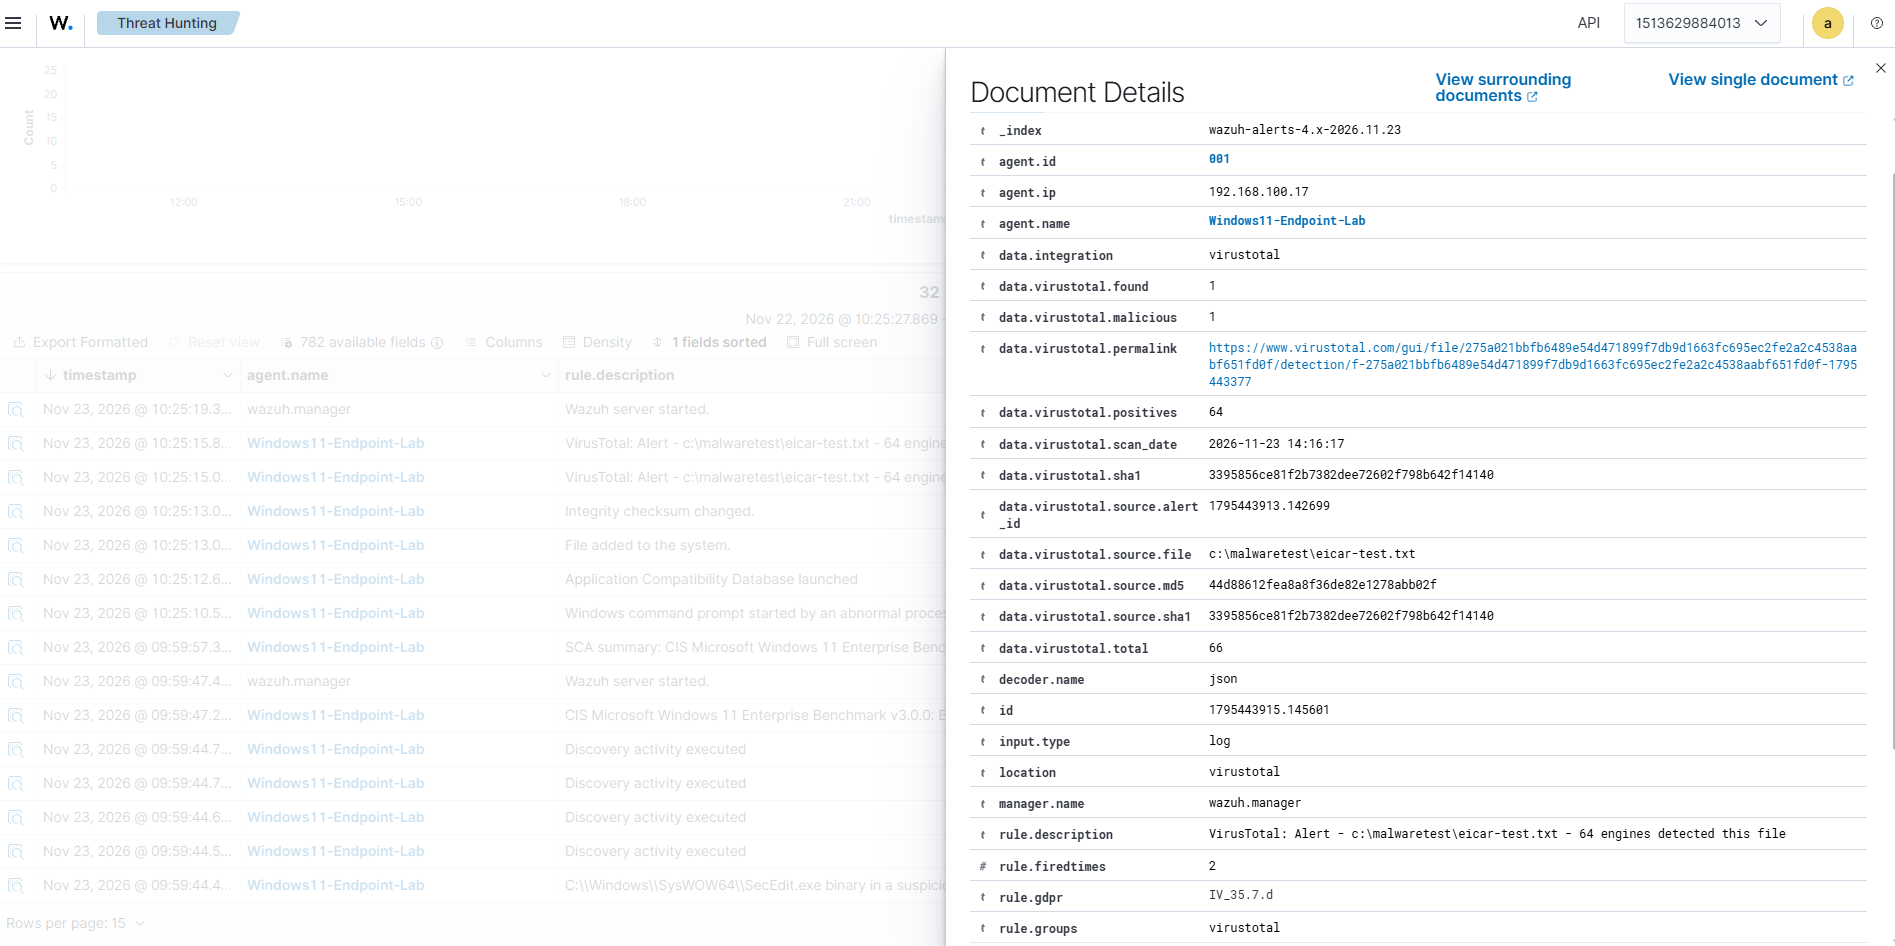 W.
Threat Hunting
API
1513629884013
a
25
20
15
10
5
0
Count
12:00
15:00
18:00
21:00
timestam
32
Nov 22, 2026 @ 10:25:27.869 -
Export Formatted
Reset view
782 available fields
Columns
Density
1 fields sorted
Full screen
timestamp
agent.name
rule.description
Nov 23, 2026 @ 10:25:19.3... wazuh.manager Wazuh server started.
Nov 23, 2026 @ 10:25:15.8... Windows11-Endpoint-Lab VirusTotal: Alert - c:\malwaretest\eicar-test.txt - 64 engine
Nov 23, 2026 @ 10:25:15.0... Windows11-Endpoint-Lab VirusTotal: Alert - c:\malwaretest\eicar-test.txt - 64 engine
Nov 23, 2026 @ 10:25:13.0... Windows11-Endpoint-Lab Integrity checksum changed.
Nov 23, 2026 @ 10:25:13.0... Windows11-Endpoint-Lab File added to the system.
Nov 23, 2026 @ 10:25:12.6... Windows11-Endpoint-Lab Application Compatibility Database launched
Nov 23, 2026 @ 10:25:10.5... Windows11-Endpoint-Lab Windows command prompt started by an abnormal proce
Nov 23, 2026 @ 09:59:57.3... Windows11-Endpoint-Lab SCA summary: CIS Microsoft Windows 11 Enterprise Benc
Nov 23, 2026 @ 09:59:47.4... wazuh.manager Wazuh server started.
Nov 23, 2026 @ 09:59:47.2... Windows11-Endpoint-Lab CIS Microsoft Windows 11 Enterprise Benchmark v3.0.0: E
Nov 23, 2026 @ 09:59:44.7... Windows11-Endpoint-Lab Discovery activity executed
Nov 23, 2026 @ 09:59:44.7... Windows11-Endpoint-Lab Discovery activity executed
Nov 23, 2026 @ 09:59:44.6... Windows11-Endpoint-Lab Discovery activity executed
Nov 23, 2026 @ 09:59:44.5... Windows11-Endpoint-Lab Discovery activity executed
Nov 23, 2026 @ 09:59:44.4... Windows11-Endpoint-Lab C:\\Windows\\SysWOW64\\SecEdit.exe binary in a suspici
Rows per page: 15
Document Details
View surrounding
documents
View single document
t _index wazuh-alerts-4.x-2026.11.23
t agent.id 001
t agent.ip 192.168.100.17
t agent.name Windows11-Endpoint-Lab
t data.integration virustotal
t data.virustotal.found 1
t data.virustotal.malicious 1
t data.virustotal.permalink https://www.virustotal.com/gui/file/275a021bbfb6489e54d471899f7db9d1663fc695ec2fe2a2c4538aa
bf651fd0f/detection/f-275a021bbfb6489e54d471899f7db9d1663fc695ec2fe2a2c4538aabf651fd0f-1795
443377
t data.virustotal.positives 64
t data.virustotal.scan_date 2026-11-23 14:16:17
t data.virustotal.sha1 3395856ce81f2b7382dee72602f798b642f14140
t data.virustotal.source.alert 1795443913.142699
_id
t data.virustotal.source.file c:\malwaretest\eicar-test.txt
t data.virustotal.source.md5 44d88612fea8a8f36de82e1278abb02f
t data.virustotal.source.sha1 3395856ce81f2b7382dee72602f798b642f14140
t data.virustotal.total 66
t decoder.name json
t id 1795443915.145601
t input.type log
t location virustotal
t manager.name wazuh.manager
t rule.description VirusTotal: Alert - c:\malwaretest\eicar-test.txt - 64 engines detected this file
# rule.firedtimes 2
t rule.gdpr IV_35.7.d
t rule.groups virustotal